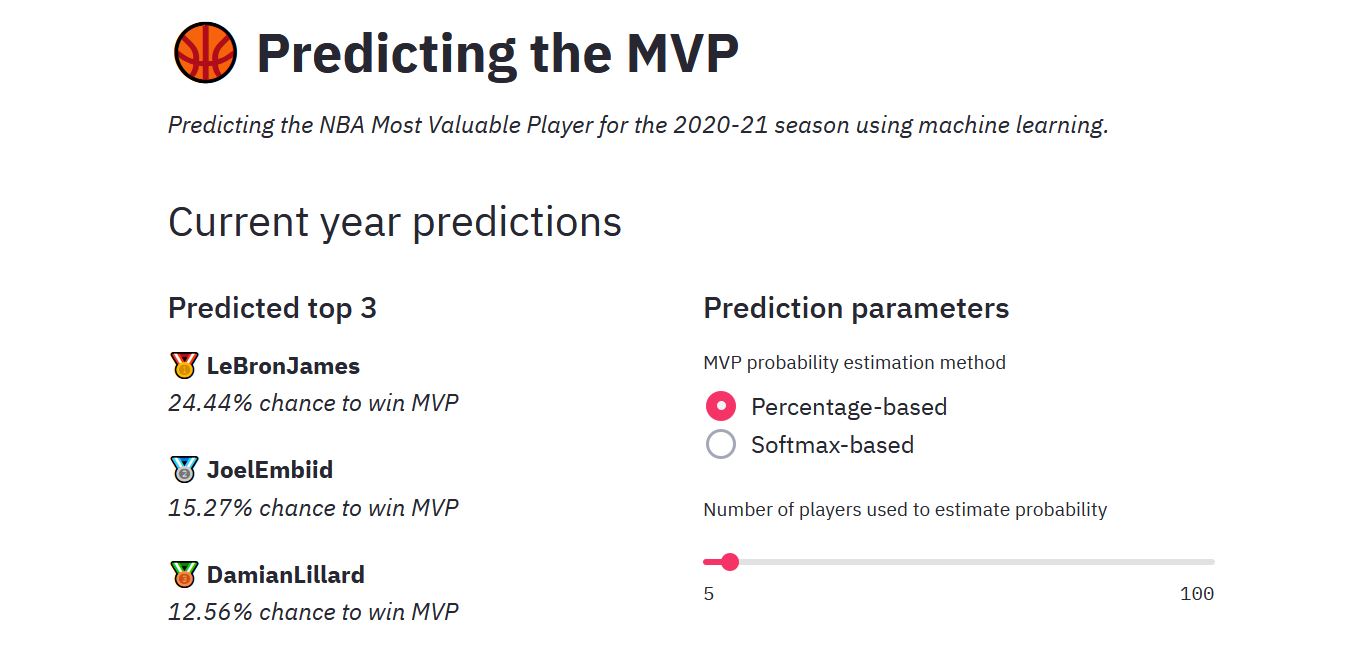 Predicting the MVP
Predicting the NBA Most Valuable Player for the 2020-21 season using machine learning.
Current year predictions
Predicted top 3
LeBronJames
24.44% chance to win MVP
JoelEmbiid
15.27% chance to win MVP
DamianLillard
12.56% chance to win MVP
Prediction parameters
MVP probability estimation method
Percentage-based
Softmax-based
Number of players used to estimate probability
5
100